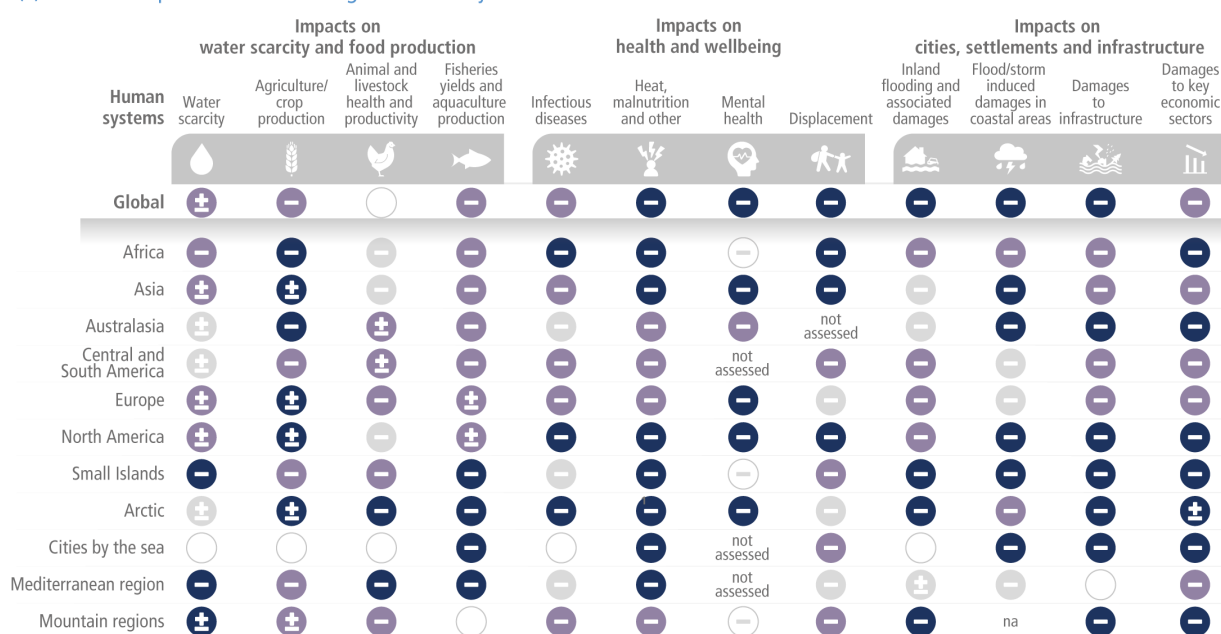 Impacts on
water scarcity and food production
Impacts on
health and wellbeing
Impacts on
cities, settlements and infrastructure
Human
systems
Water
scarcity
Agriculture/
crop
production
Animal and
livestock
health and
productivity
Fisheries
yields and
aquaculture
production
Infectious
diseases
Heat,
malnutrition
and other
Mental
health
Displacement
Inland
flooding and
associated
damages
Flood/storm
induced
damages in
coastal areas
Damages
to
infrastructure
Damages
to key
economic
sectors
Global
± − − − − − − − − − −
Africa
− − − − − − − − − − − −
Asia
± ± − − − − − − − − − −
Australasia
± − ± − − − − not
assessed
− − − −
Central and
South America
± − ± − − − not
assessed
− − − − −
Europe
± ± − ± − − − − − − − −
North America
± ± − ± − − − − − − − −
Small Islands
− − − − − − − − − − − −
Arctic
± ± − − − − − − − − − ±
Cities by the sea
− − not
assessed
− − − −
Mediterranean region
− − − − − − not
assessed
− ± − −
Mountain regions
± ± − − − − − − na − −